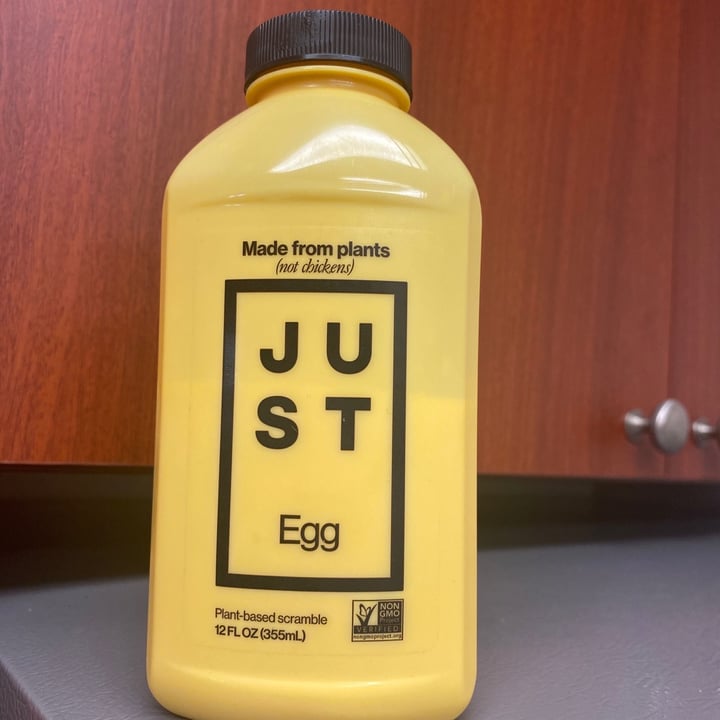 Made from plants
(not chickens)
JU
ST
Egg
Plant-based scramble
12 FL OZ (355mL)
NON
GMO
Project
VERIFIED
nongmoproject.org